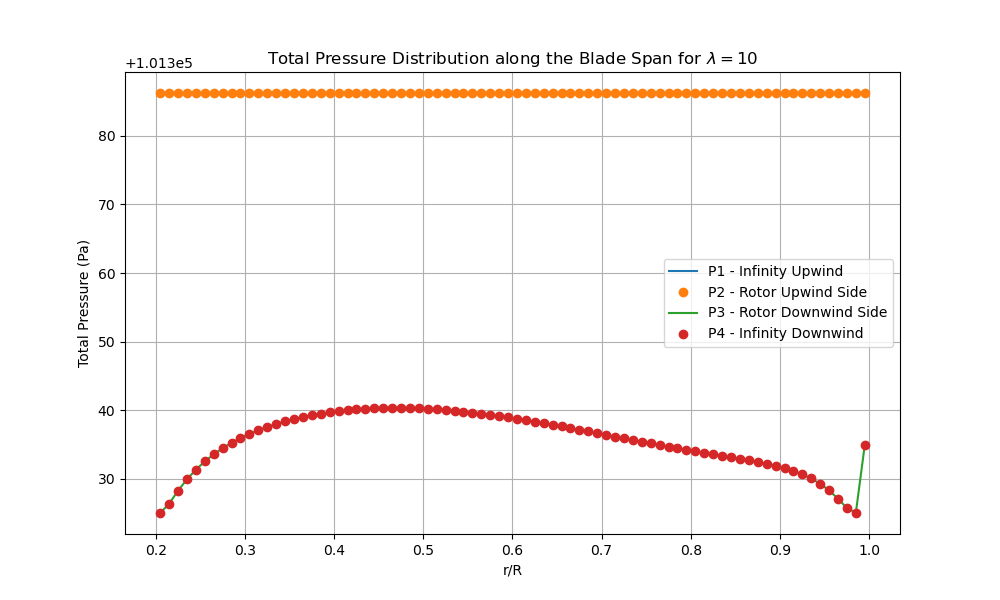 Total Pressure Distribution along the Blade Span for λ = 10
+1.013e5
80
70
60
50
40
30
Total Pressure (Pa)
P1 - Infinity Upwind
P2 - Rotor Upwind Side
P3 - Rotor Downwind Side
P4 - Infinity Downwind
0.2 0.3 0.4 0.5 0.6 0.7 0.8 0.9 1.0
r/R